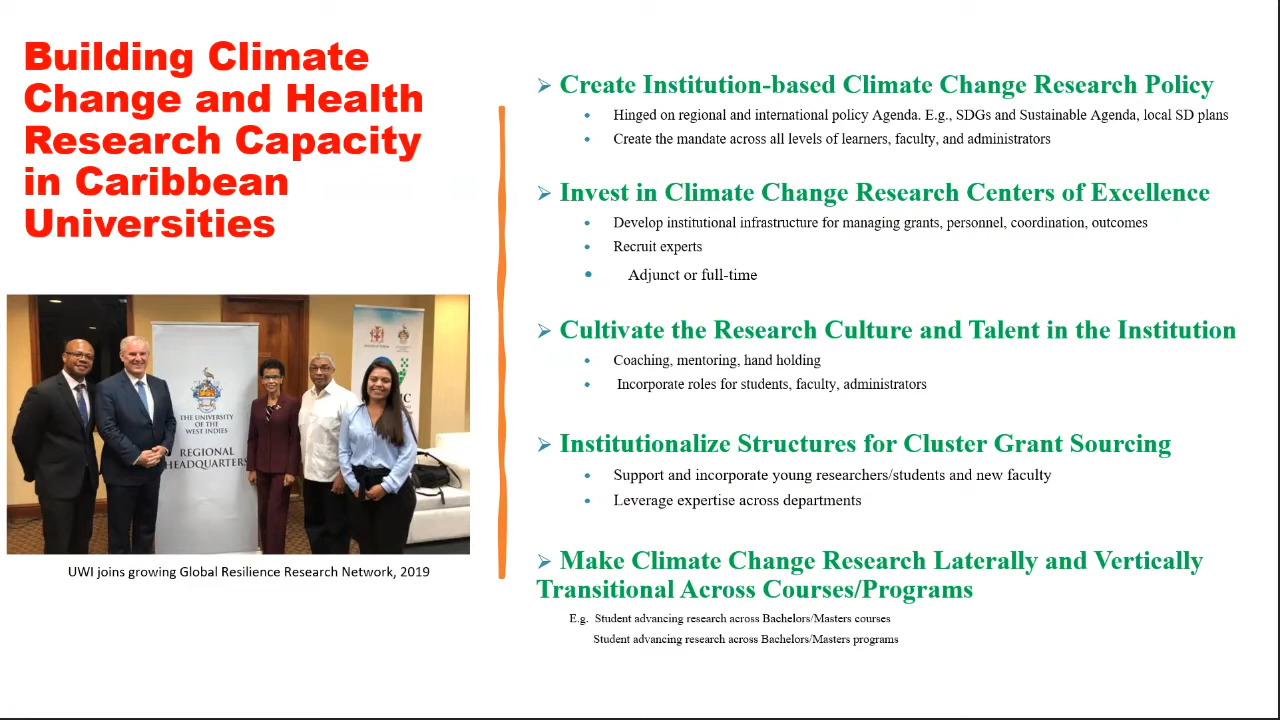 Building Climate
Change and Health
Research Capacity
in Caribbean
Universities
THE UNIVERSITY
OF THE
WEST INDIES
REGIONAL
HEADQUARTERS
UWI joins growing Global Resilience Research Network, 2019
➢ Create Institution-based Climate Change Research Policy
• Hinged on regional and international policy Agenda. E.g., SDGs and Sustainable Agenda, local SD plans
• Create the mandate across all levels of learners, faculty, and administrators
➢ Invest in Climate Change Research Centers of Excellence
• Develop institutional infrastructure for managing grants, personnel, coordination, outcomes
• Recruit experts
• Adjunct or full-time
➢ Cultivate the Research Culture and Talent in the Institution
• Coaching, mentoring, hand holding
• Incorporate roles for students, faculty, administrators
➢ Institutionalize Structures for Cluster Grant Sourcing
• Support and incorporate young researchers/students and new faculty
• Leverage expertise across departments
➢ Make Climate Change Research Laterally and Vertically
Transitional Across Courses/Programs
E.g. Student advancing research across Bachelors/Masters courses
Student advancing research across Bachelors/Masters programs